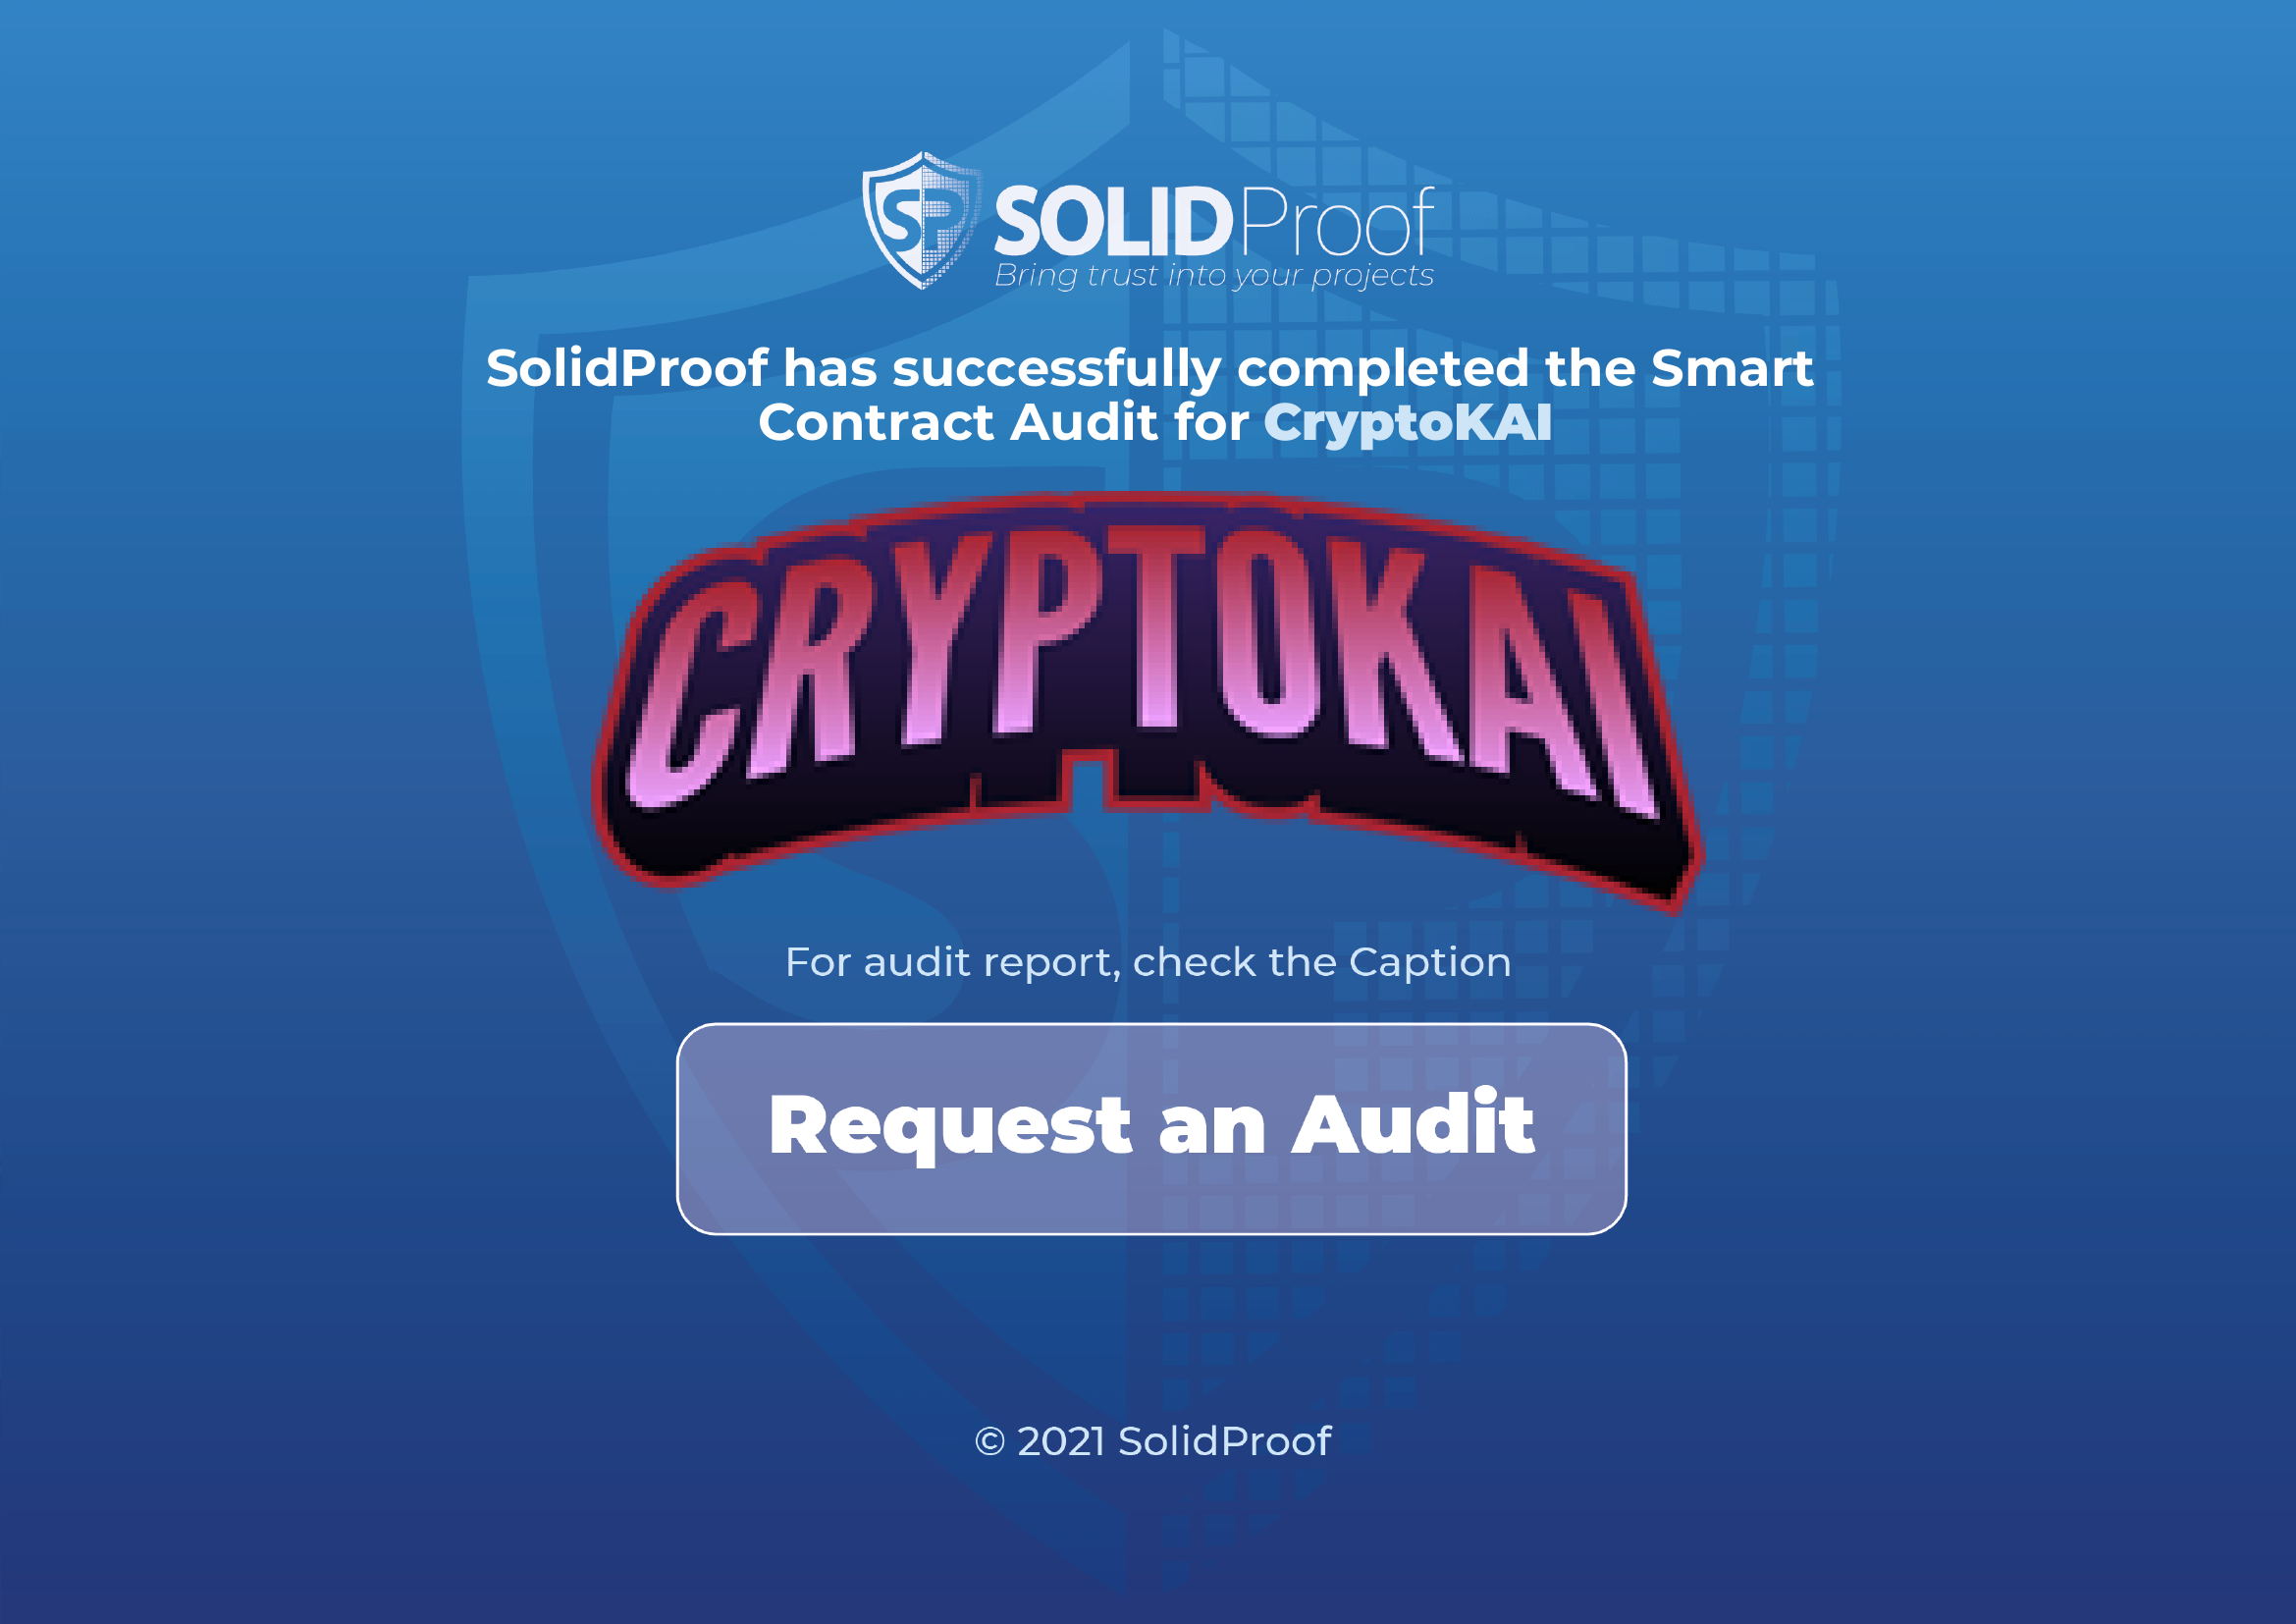 SP
SOLIDProof
Bring trust into your projects
SolidProof has successfully completed the Smart
Contract Audit for CryptoKAI
CRYPTOKAI
For audit report, check the Caption
Request an Audit
© 2021 SolidProof